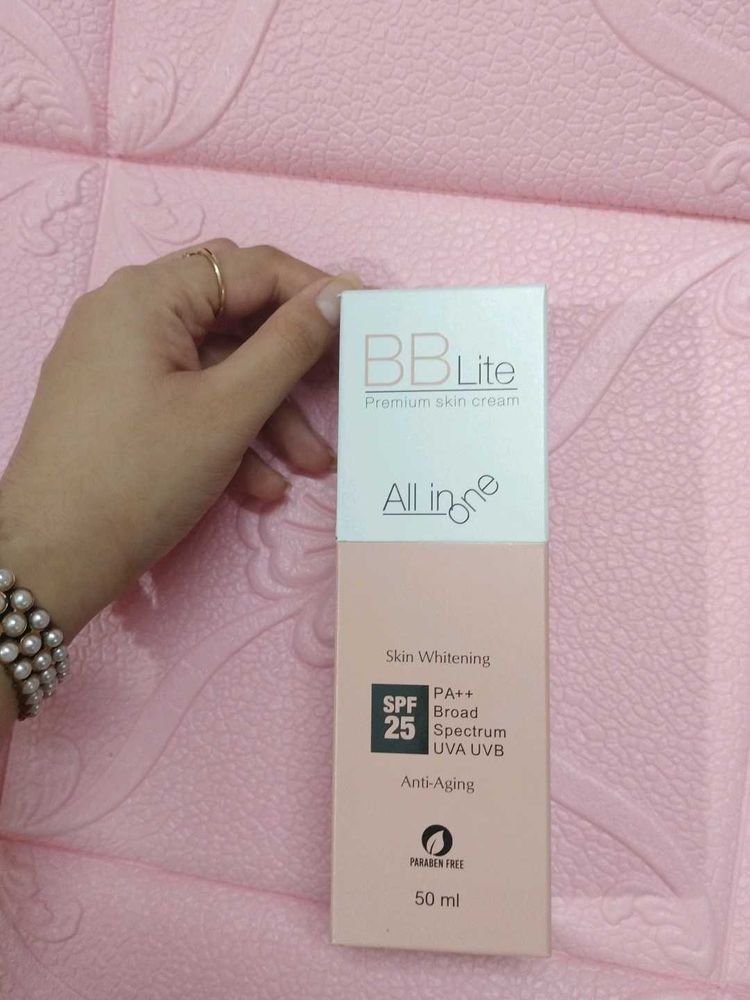 BB Lite
Premium skin cream
All in one
Skin Whitening
SPF
25
PA++
Broad
Spectrum
UVA UVB
Anti-Aging
PARABEN FREE
50 ml